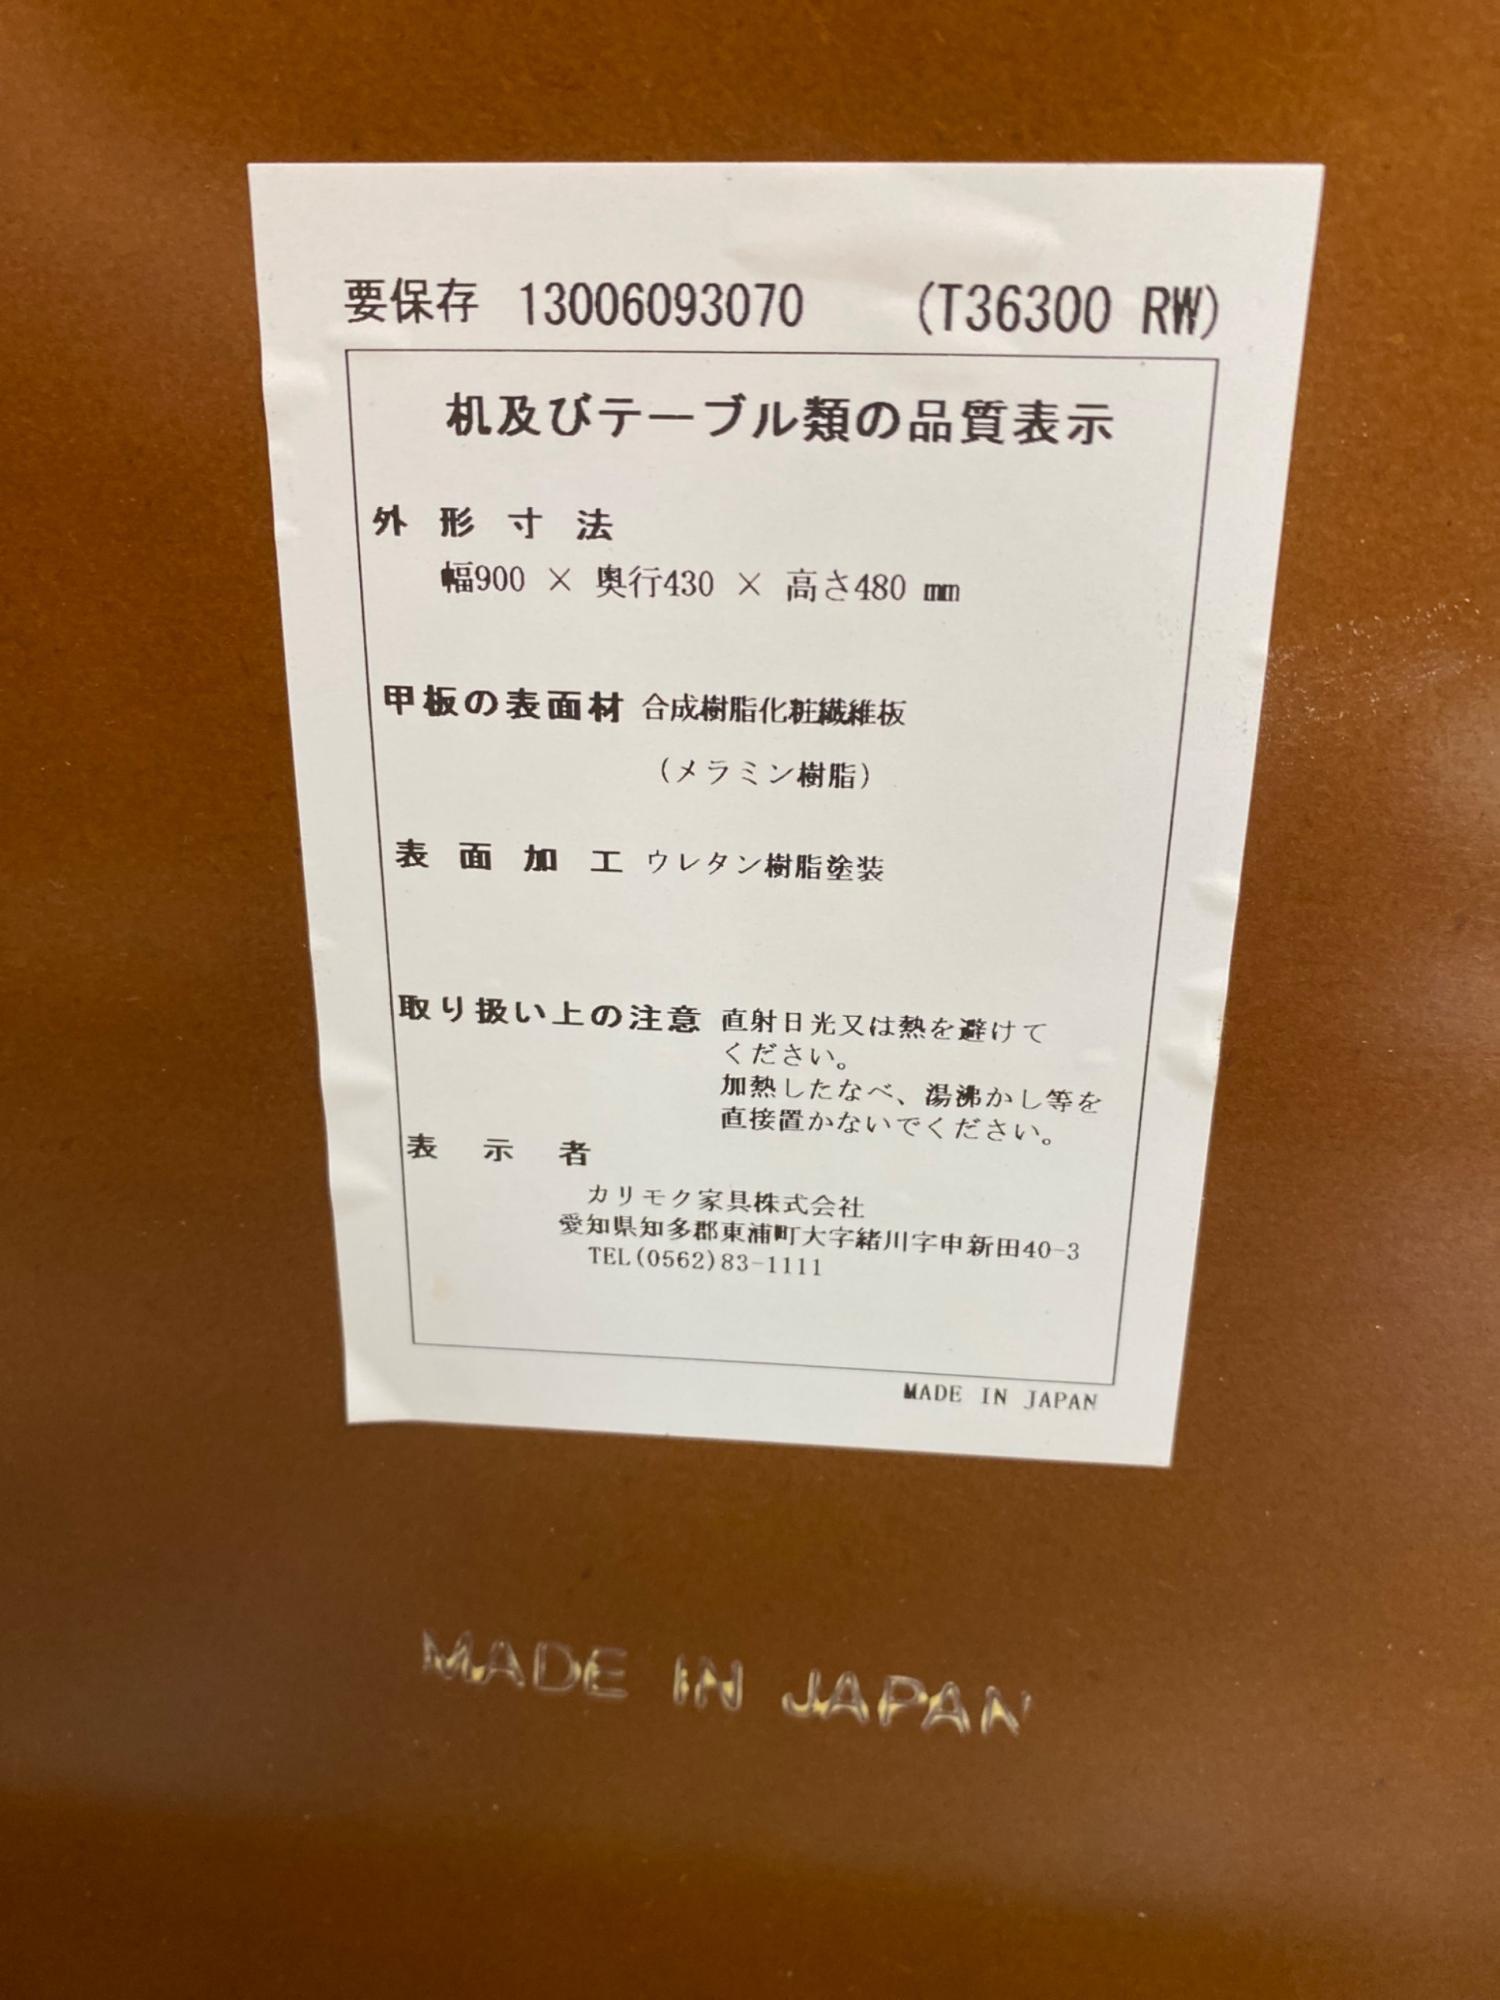 要保存 13006093070 (T36300 RW)
机及びテーブル類の品質表示
外形寸法
幅900 × 奥行430 × 高さ480 mm
甲板の表面材 合成樹脂化粧繊維板
(メラミン樹脂)
表面加工 ウレタン樹脂塗装
取り扱い上の注意 直射日光又は熱を避けて
ください。
加熱したなべ、湯沸かし等を
直接置かないでください。
表示者
カリモク家具株式会社
愛知県知多郡東浦町大字緒川字申新田40-3
TEL(0562)83-1111
MADE IN JAPAN
MADE IN JAPAN